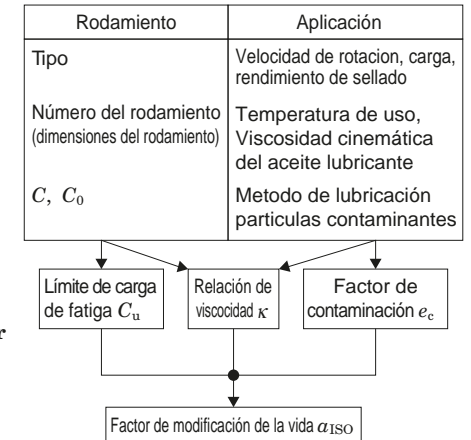 Rodamiento
Aplicación
Tipo
Velocidad de rotacion, carga,
rendimiento de sellado
Número del rodamiento
(dimensiones del rodamiento)
Temperatura de uso,
Viscosidad cinemática
del aceite lubricante
C, C0
Metodo de lubricación
particulas contaminantes
Límite de carga
de fatiga Cu
Relación de
viscocidad κ
Factor de
contaminación ec
r
Factor de modificación de la vida aISO